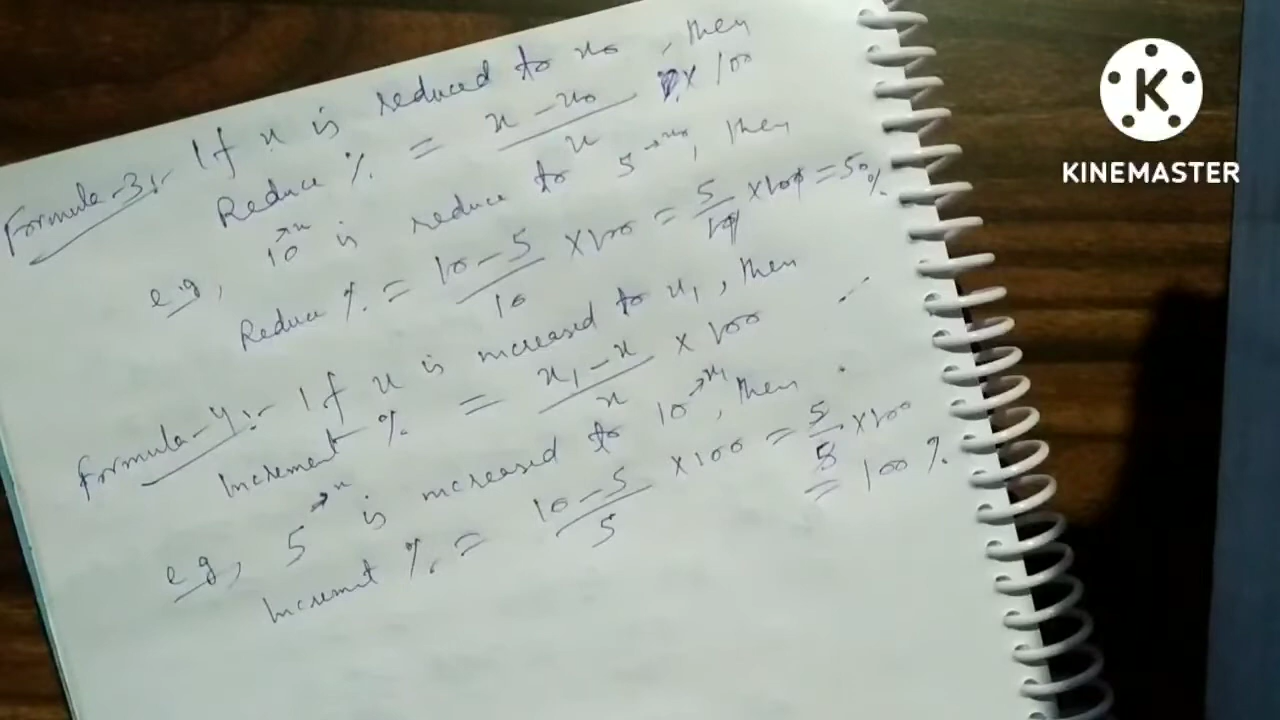 Formula-3:- If x is reduced to x₀, then
Reduce % = (x - x₀)/x × 100
e.g, 10→x is reduce to 5→x₀, then
Reduce % = (10 - 5)/10 × 100 = 5/10 × 100 = 50%
Formula-4:- If x is increased to x₁, then
Increment % = (x₁ - x)/x × 100
e.g, 5→x is increased to 10→x₁, then
Incremnt % = (10 - 5)/5 × 100 = 5/5 × 100
= 100 %
KINEMASTER